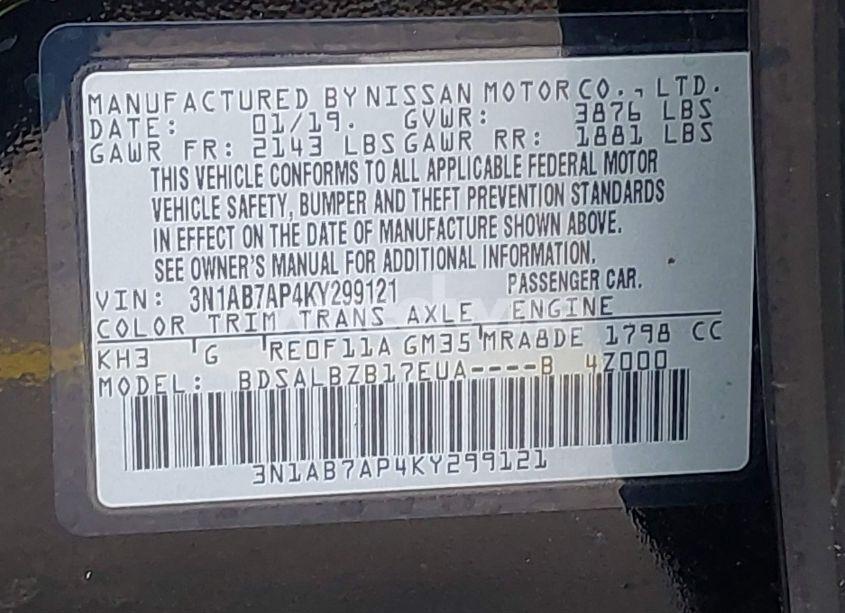 MANUFACTURED BY NISSAN MOTOR CO., LTD.
DATE: 01/19. GVWR: 3876 LBS
GAWR FR: 2143 LBS GAWR RR: 1881 LBS
THIS VEHICLE CONFORMS TO ALL APPLICABLE FEDERAL MOTOR
VEHICLE SAFETY, BUMPER AND THEFT PREVENTION STANDARDS
IN EFFECT ON THE DATE OF MANUFACTURE SHOWN ABOVE.
SEE OWNER'S MANUAL FOR ADDITIONAL INFORMATION.
VIN: 3N1AB7AP4KY299121 PASSENGER CAR.
COLOR TRIM TRANS AXLE ENGINE
KH3 'G 'RE0F11A GM35'MRA8DE 1798 CC
MODEL: BDSALBZB17EUA----B 4Z000
3N1AB7AP4KY299121